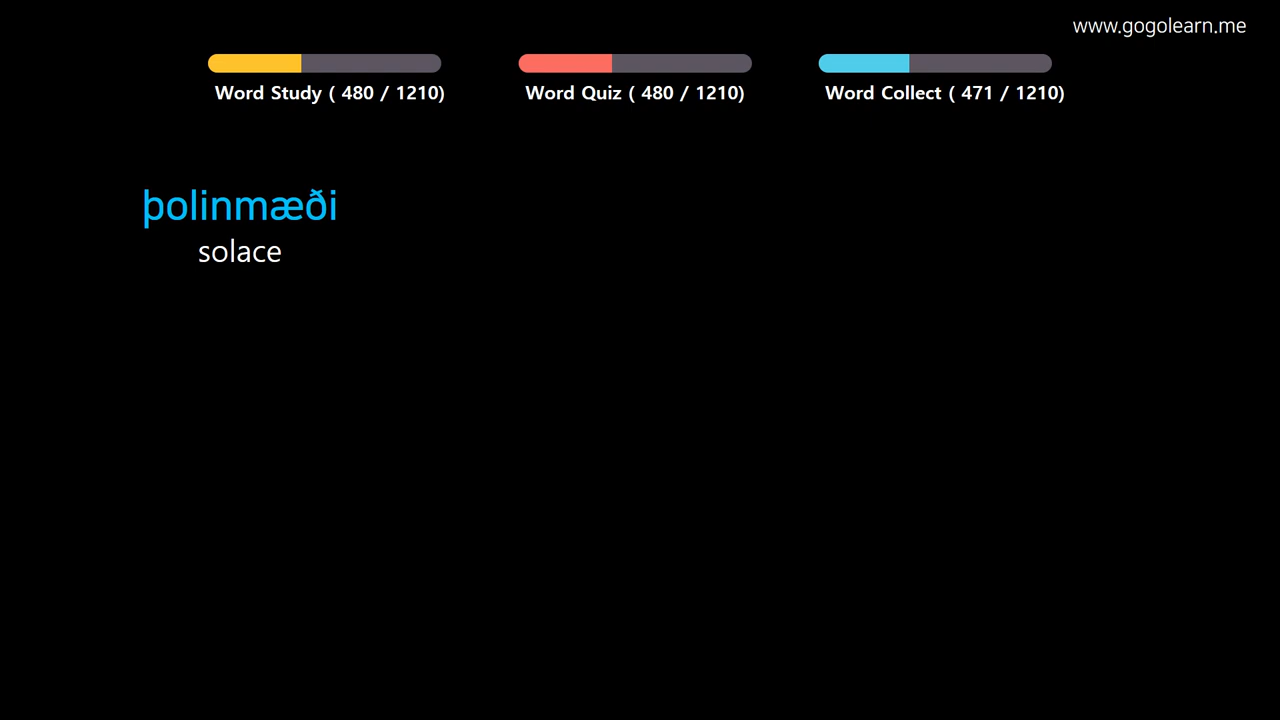 www.gogolearn.me
Word Study ( 480 / 1210)
Word Quiz ( 480 / 1210)
Word Collect ( 471 / 1210)
þolinmæði
solace